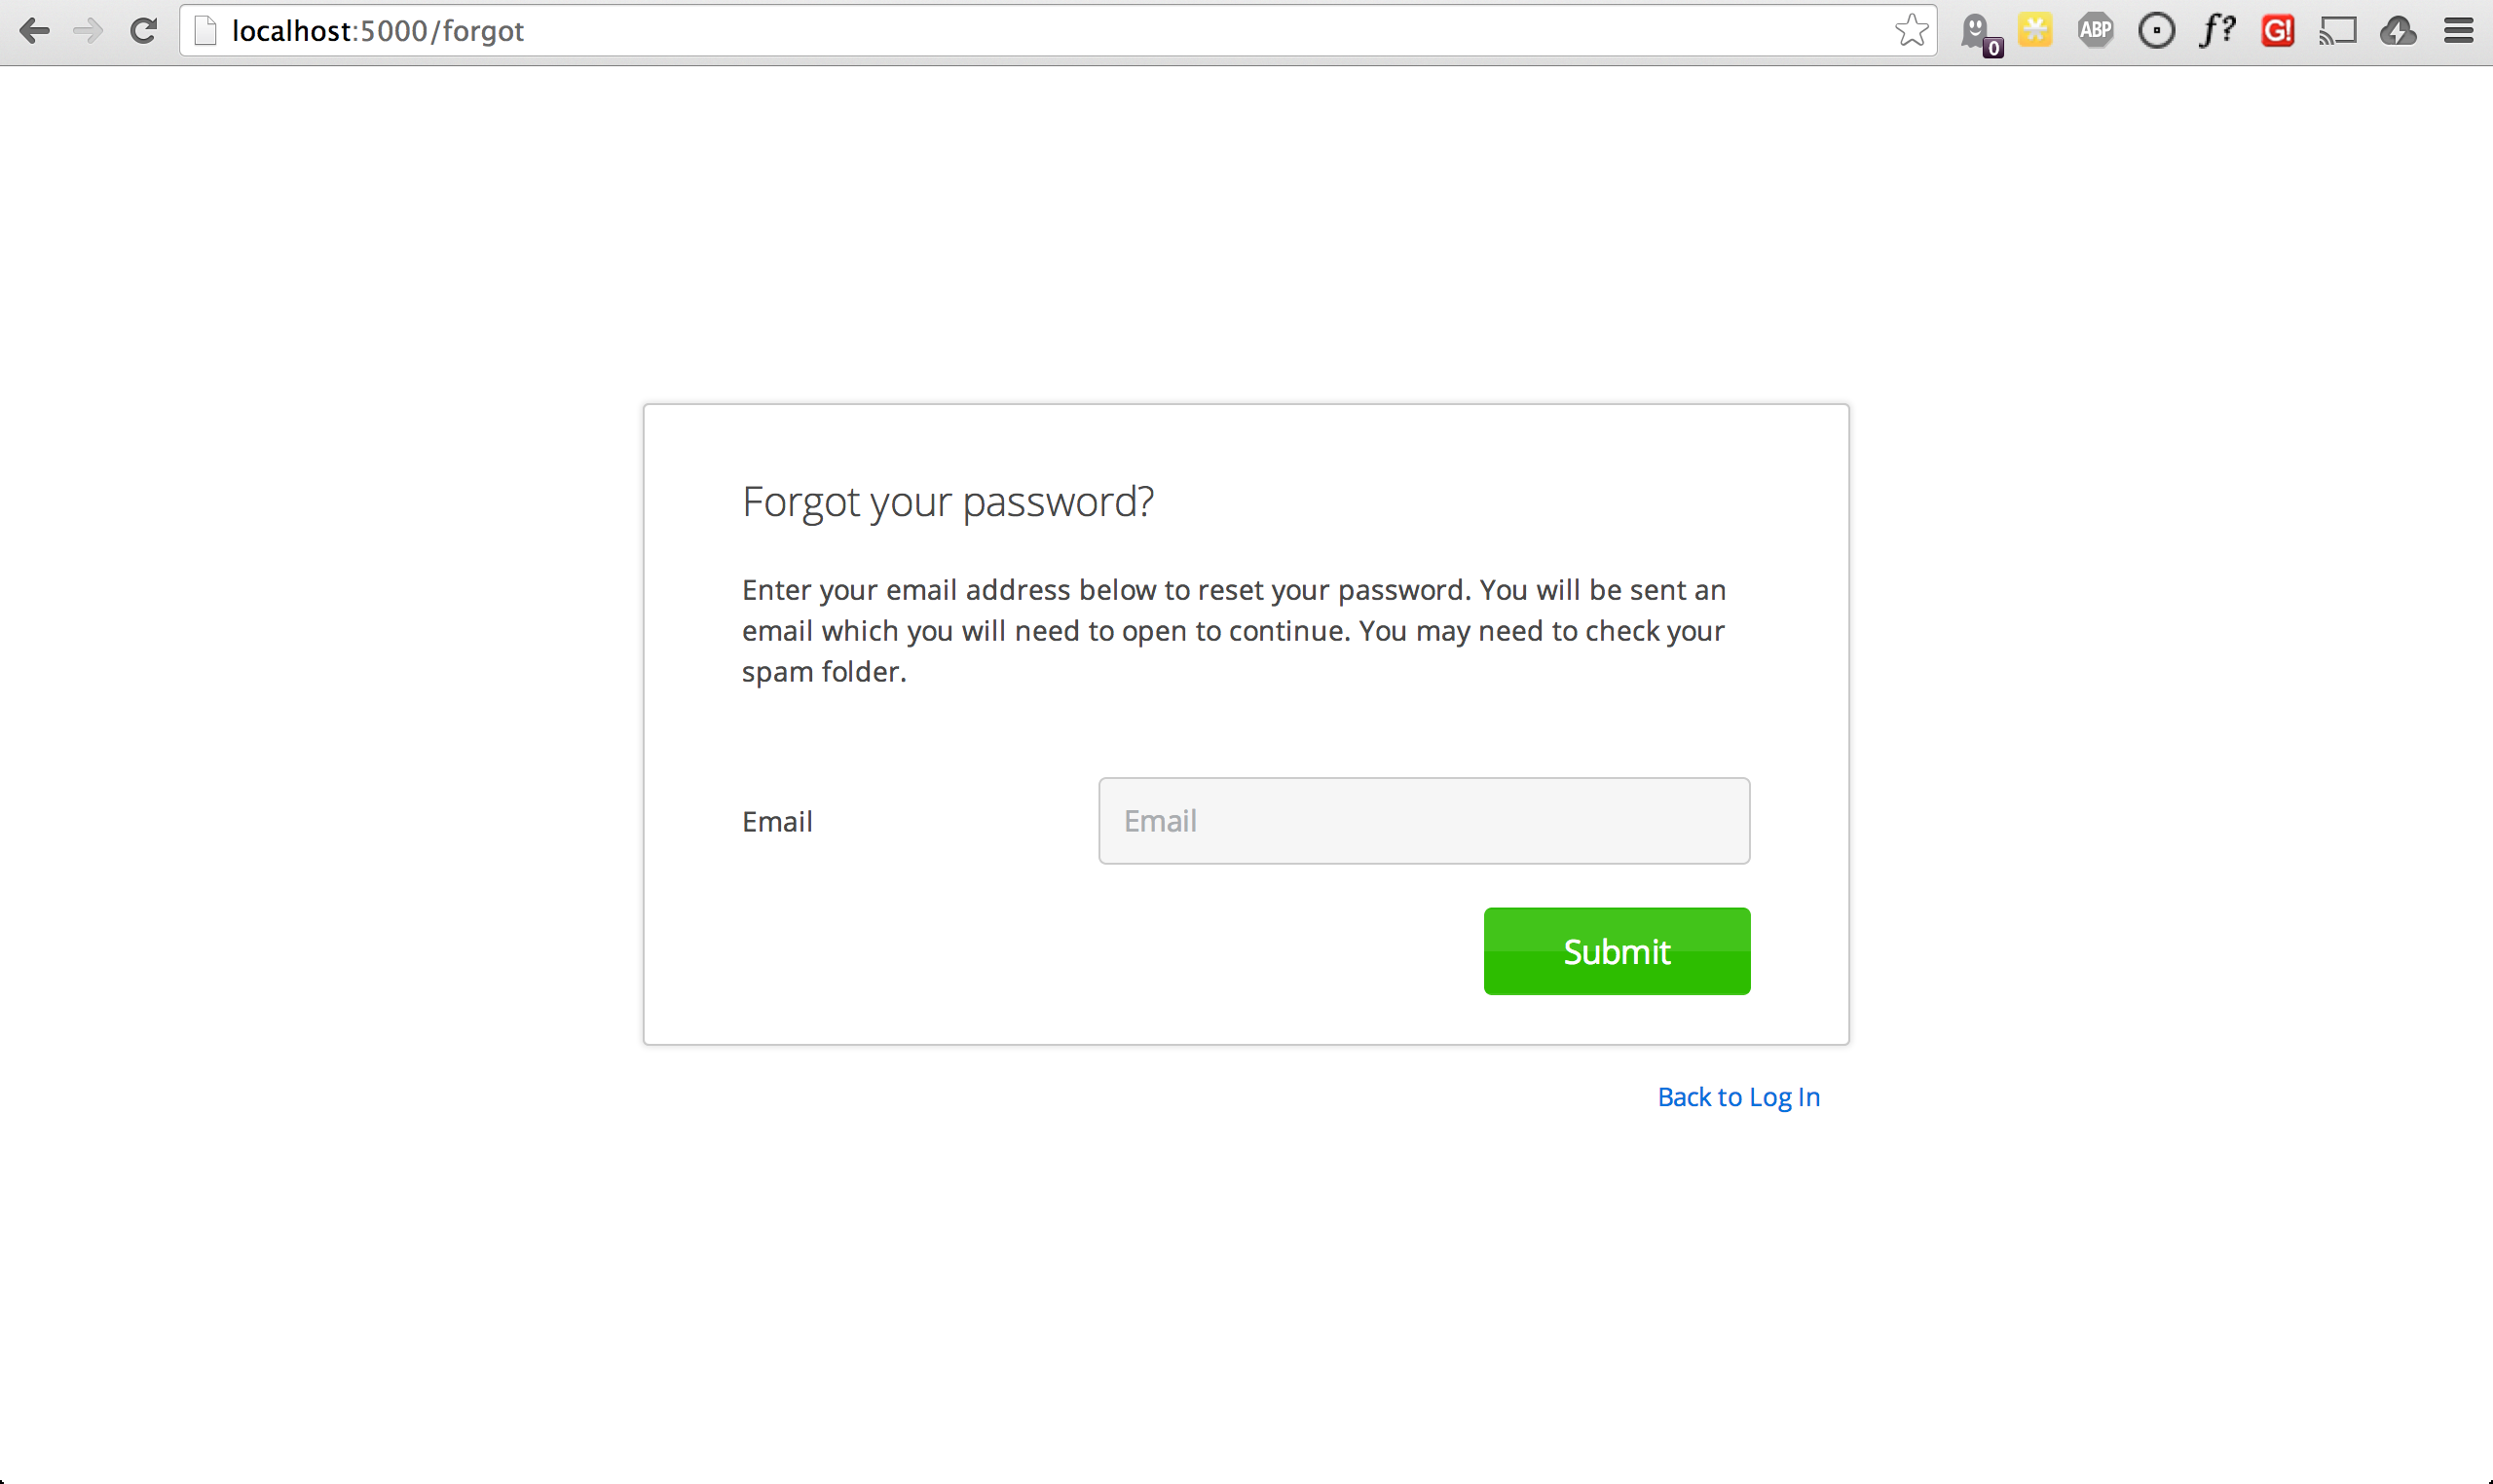 localhost:5000/forgot
0
ABP
f?
G!
Forgot your password?
Enter your email address below to reset your password. You will be sent an
email which you will need to open to continue. You may need to check your
spam folder.
Email
Email
Submit
Back to Log In